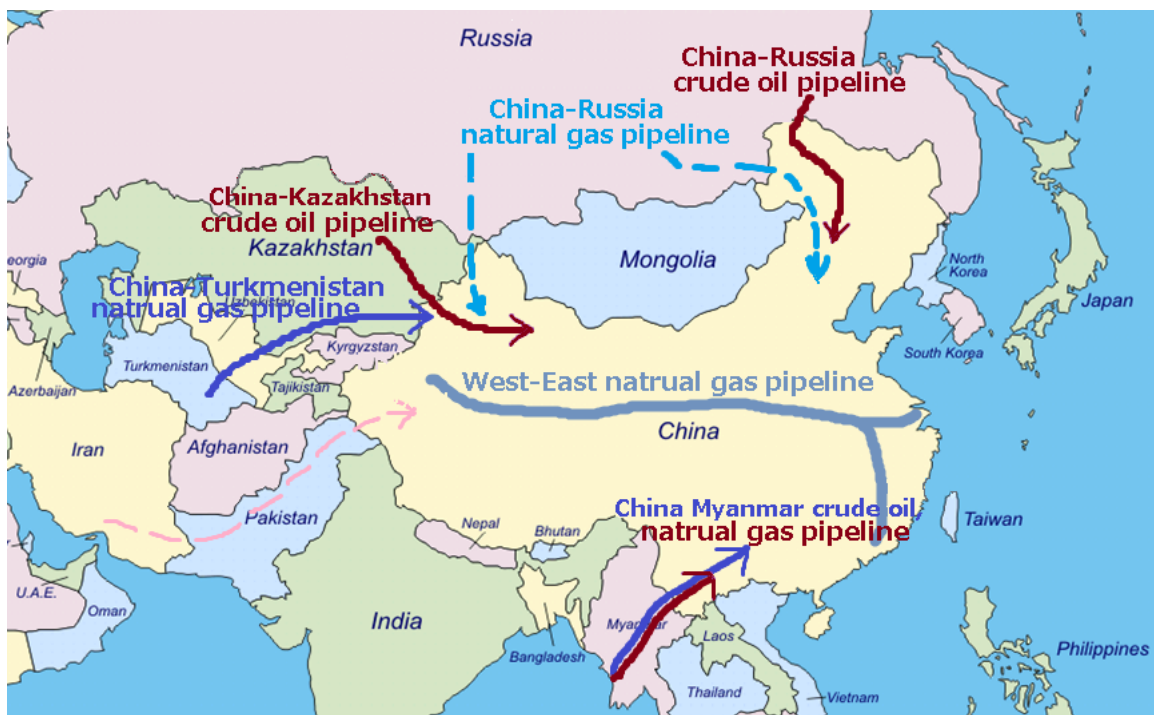 Russia
China-Russia
crude oil pipeline
China-Russia
natural gas pipeline
China-Kazakhstan
crude oil pipeline
Kazakhstan
Mongolia
North
Korea
Japan
South Korea
eorgia
Azerbaijan
China-Turkmenistan
natrual gas pipeline
Uzbekistan
Turkmenistan
Kyrgyzstan
Tajikistan
West-East natrual gas pipeline
China
Iran
Afghanistan
Pakistan
China Myanmar crude oil,
natrual gas pipeline
Taiwan
Nepal
Bhutan
U.A.E.
Oman
India
Bangladesh
Myanmar
Laos
Thailand
Vietnam
Philippines